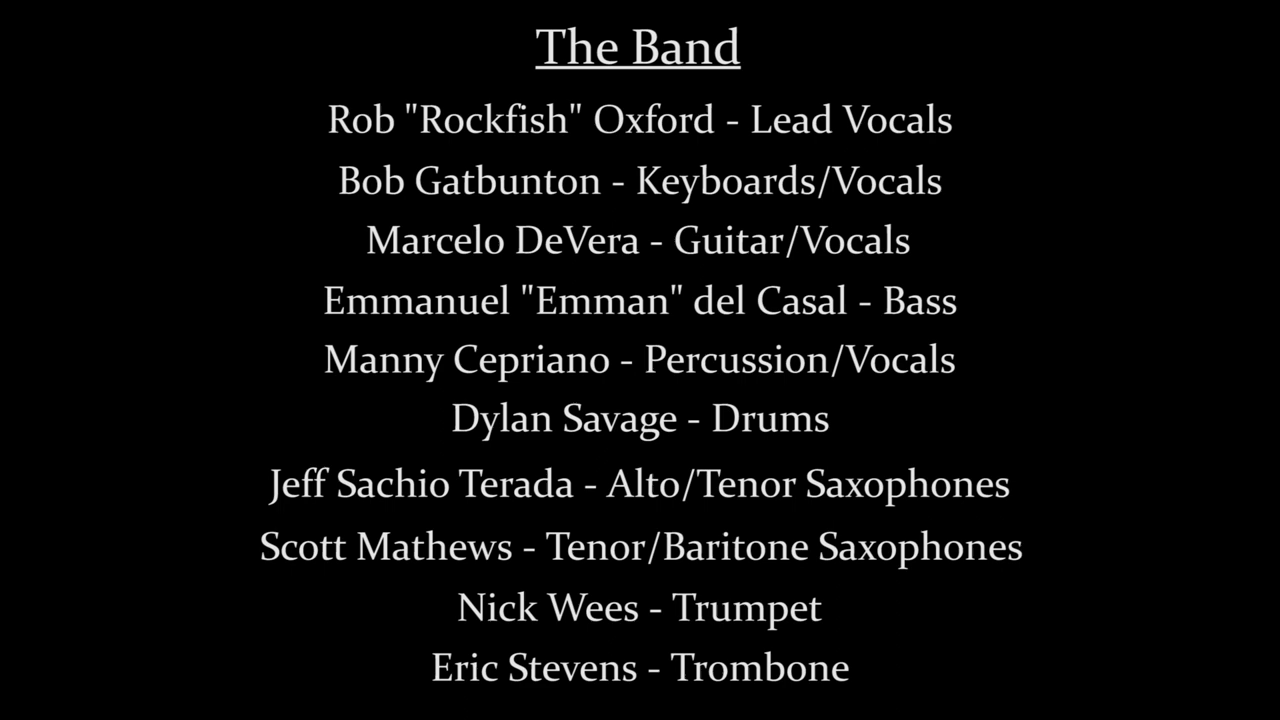 The Band
Rob "Rockfish" Oxford - Lead Vocals
Bob Gatbunton - Keyboards/Vocals
Marcelo DeVera - Guitar/Vocals
Emmanuel "Emman" del Casal - Bass
Manny Cepriano - Percussion/Vocals
Dylan Savage - Drums
Jeff Sachio Terada - Alto/Tenor Saxophones
Scott Mathews - Tenor/Baritone Saxophones
Nick Wees - Trumpet
Eric Stevens - Trombone